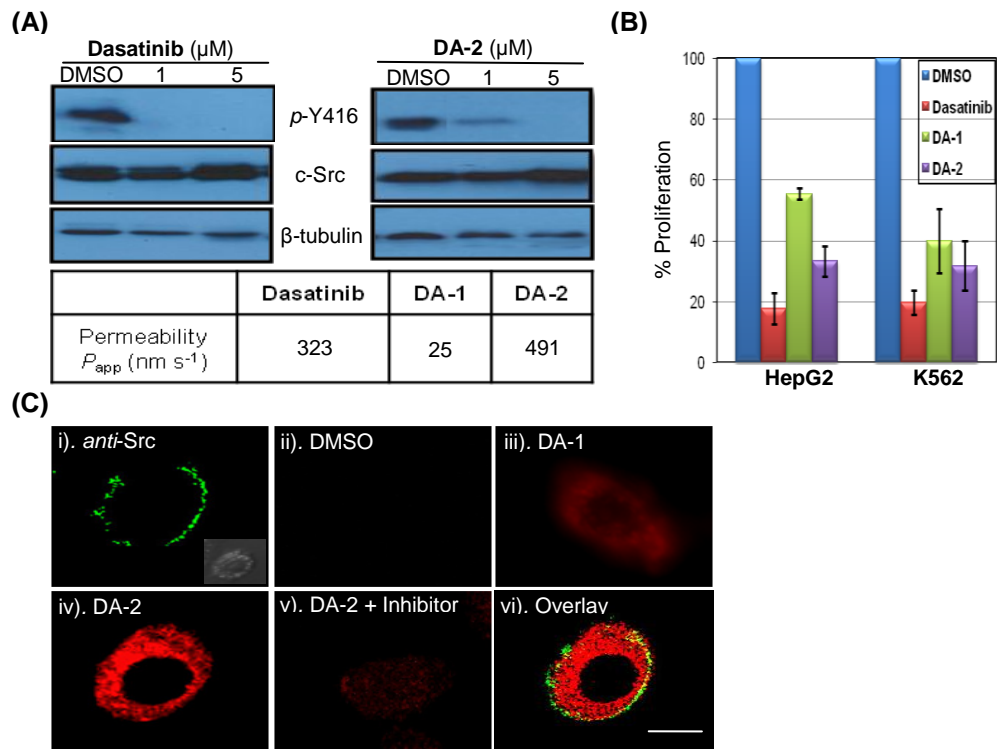 (A)
Dasatinib (µM)
DMSO 1 5
DA-2 (µM)
DMSO 1 5
p-Y416
c-Src
β-tubulin
Dasatinib DA-1 DA-2
Permeability
Papp (nm s-1) 323 25 491
(B)
100
80
60
40
20
0
% Proliferation
DMSO
Dasatinib
DA-1
DA-2
HepG2 K562
(C)
i). anti-Src
ii). DMSO
iii). DA-1
iv). DA-2
v). DA-2 + Inhibitor
vi). Overlay